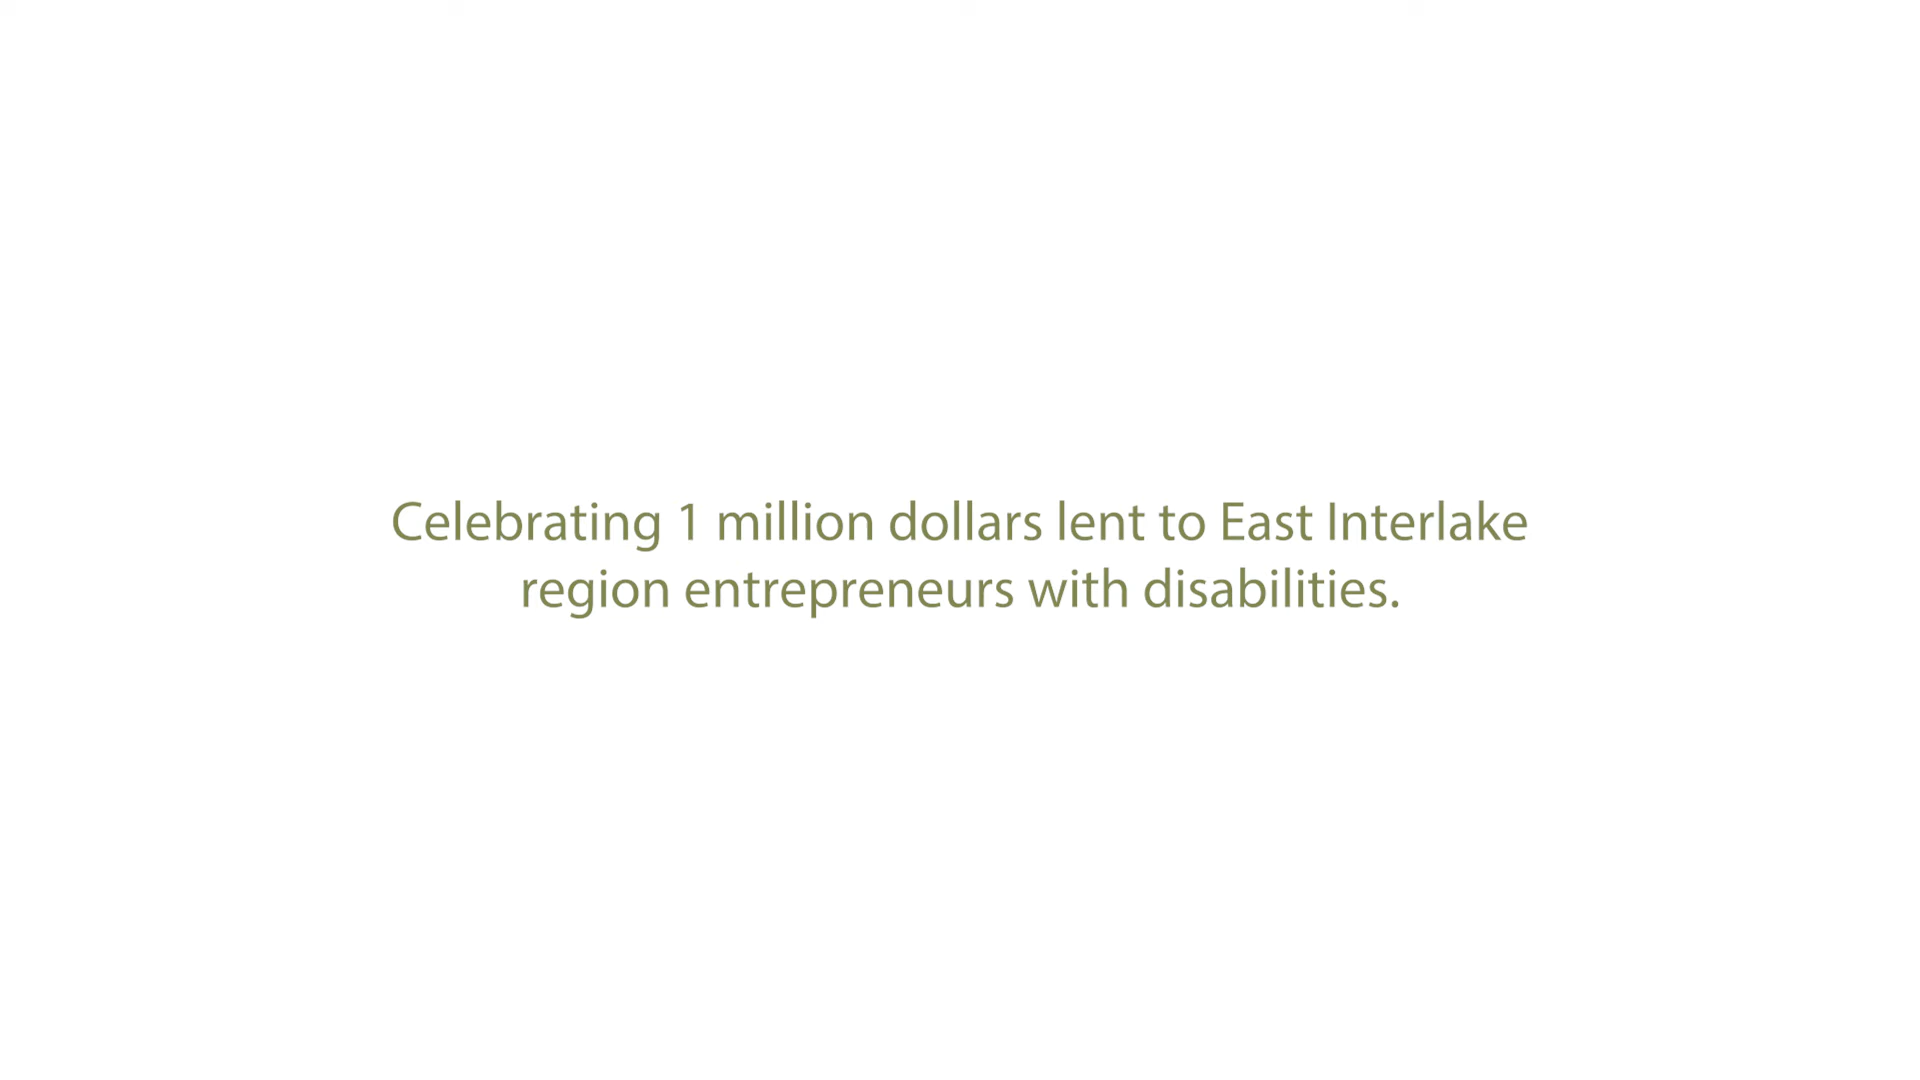 Celebrating 1 million dollars lent to East Interlake
region entrepreneurs with disabilities.